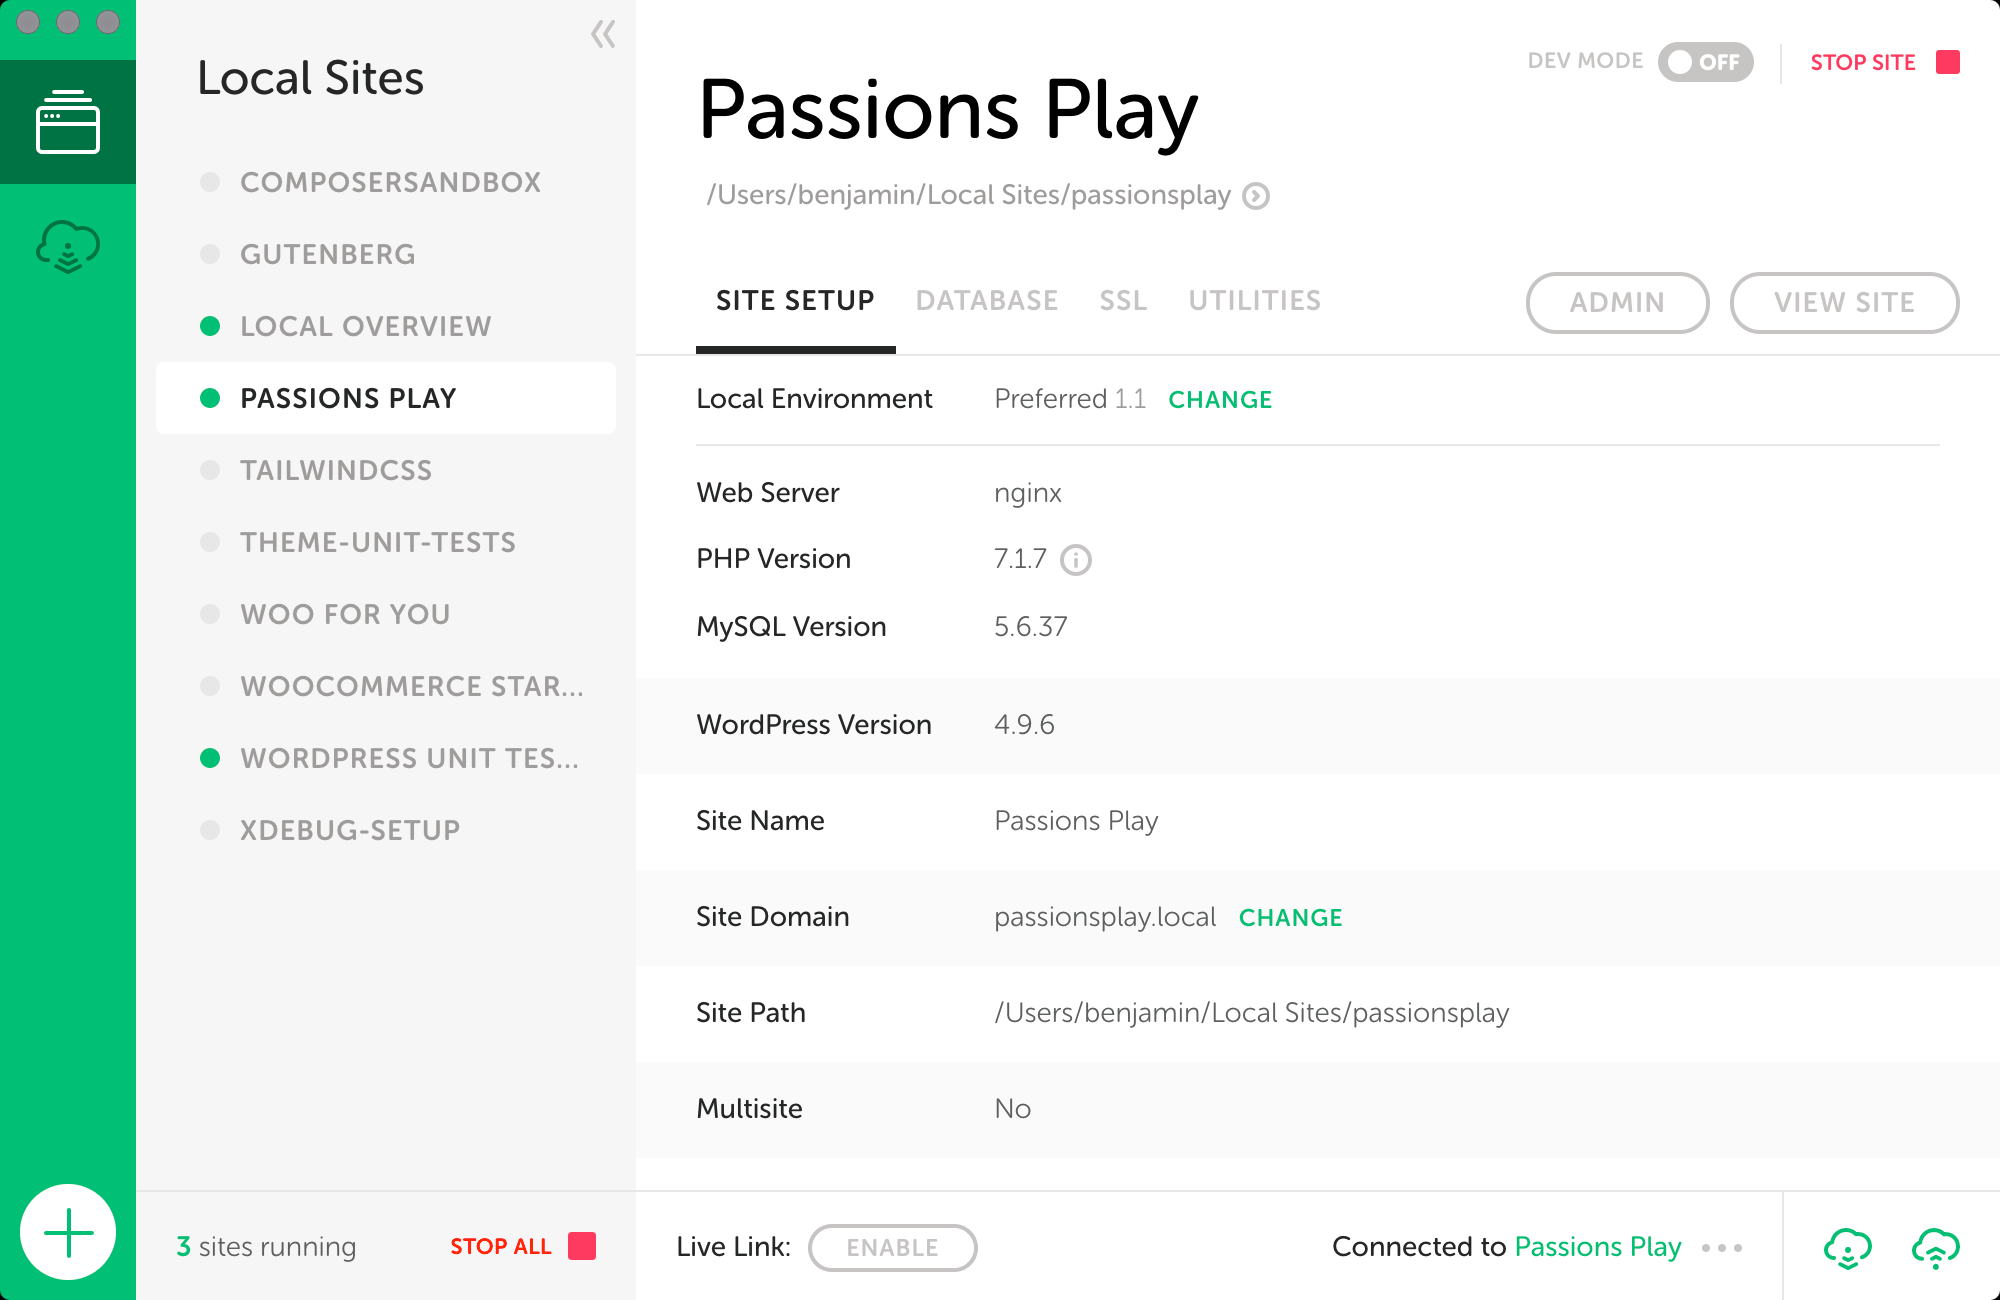 Local Sites
COMPOSERSANDBOX
GUTENBERG
LOCAL OVERVIEW
PASSIONS PLAY
TAILWINDCSS
THEME-UNIT-TESTS
WOO FOR YOU
WOOCOMMERCE STAR...
WORDPRESS UNIT TES...
XDEBUG-SETUP
3 sites running STOP ALL
DEV MODE OFF STOP SITE
Passions Play
/Users/benjamin/Local Sites/passionsplay
SITE SETUP DATABASE SSL UTILITIES ADMIN VIEW SITE
Local Environment Preferred 1.1 CHANGE
Web Server nginx
PHP Version 7.1.7
MySQL Version 5.6.37
WordPress Version 4.9.6
Site Name Passions Play
Site Domain passionsplay.local CHANGE
Site Path /Users/benjamin/Local Sites/passionsplay
Multisite No
Live Link: ENABLE Connected to Passions Play